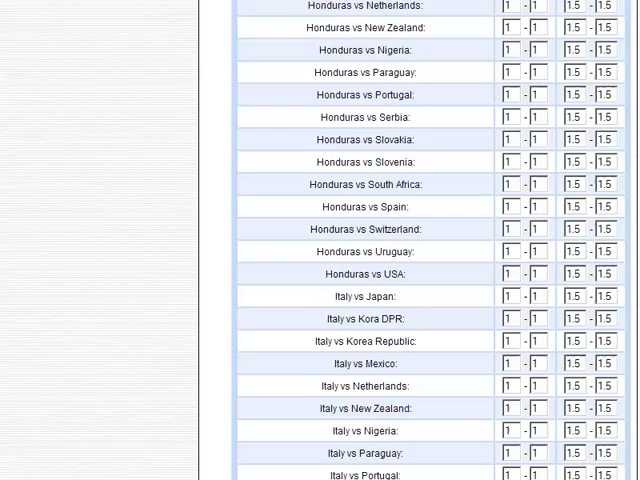 Honduras vs Netherlands: 1 - 1 1.5 - 1.5
Honduras vs New Zealand: 1 - 1 1.5 - 1.5
Honduras vs Nigeria: 1 - 1 1.5 - 1.5
Honduras vs Paraguay: 1 - 1 1.5 - 1.5
Honduras vs Portugal: 1 - 1 1.5 - 1.5
Honduras vs Serbia: 1 - 1 1.5 - 1.5
Honduras vs Slovakia: 1 - 1 1.5 - 1.5
Honduras vs Slovenia: 1 - 1 1.5 - 1.5
Honduras vs South Africa: 1 - 1 1.5 - 1.5
Honduras vs Spain: 1 - 1 1.5 - 1.5
Honduras vs Switzerland: 1 - 1 1.5 - 1.5
Honduras vs Uruguay: 1 - 1 1.5 - 1.5
Honduras vs USA: 1 - 1 1.5 - 1.5
Italy vs Japan: 1 - 1 1.5 - 1.5
Italy vs Kora DPR: 1 - 1 1.5 - 1.5
Italy vs Korea Republic: 1 - 1 1.5 - 1.5
Italy vs Mexico: 1 - 1 1.5 - 1.5
Italy vs Netherlands: 1 - 1 1.5 - 1.5
Italy vs New Zealand: 1 - 1 1.5 - 1.5
Italy vs Nigeria: 1 - 1 1.5 - 1.5
Italy vs Paraguay: 1 - 1 1.5 - 1.5
Italy vs Portugal: 1 - 1 1.5 - 1.5